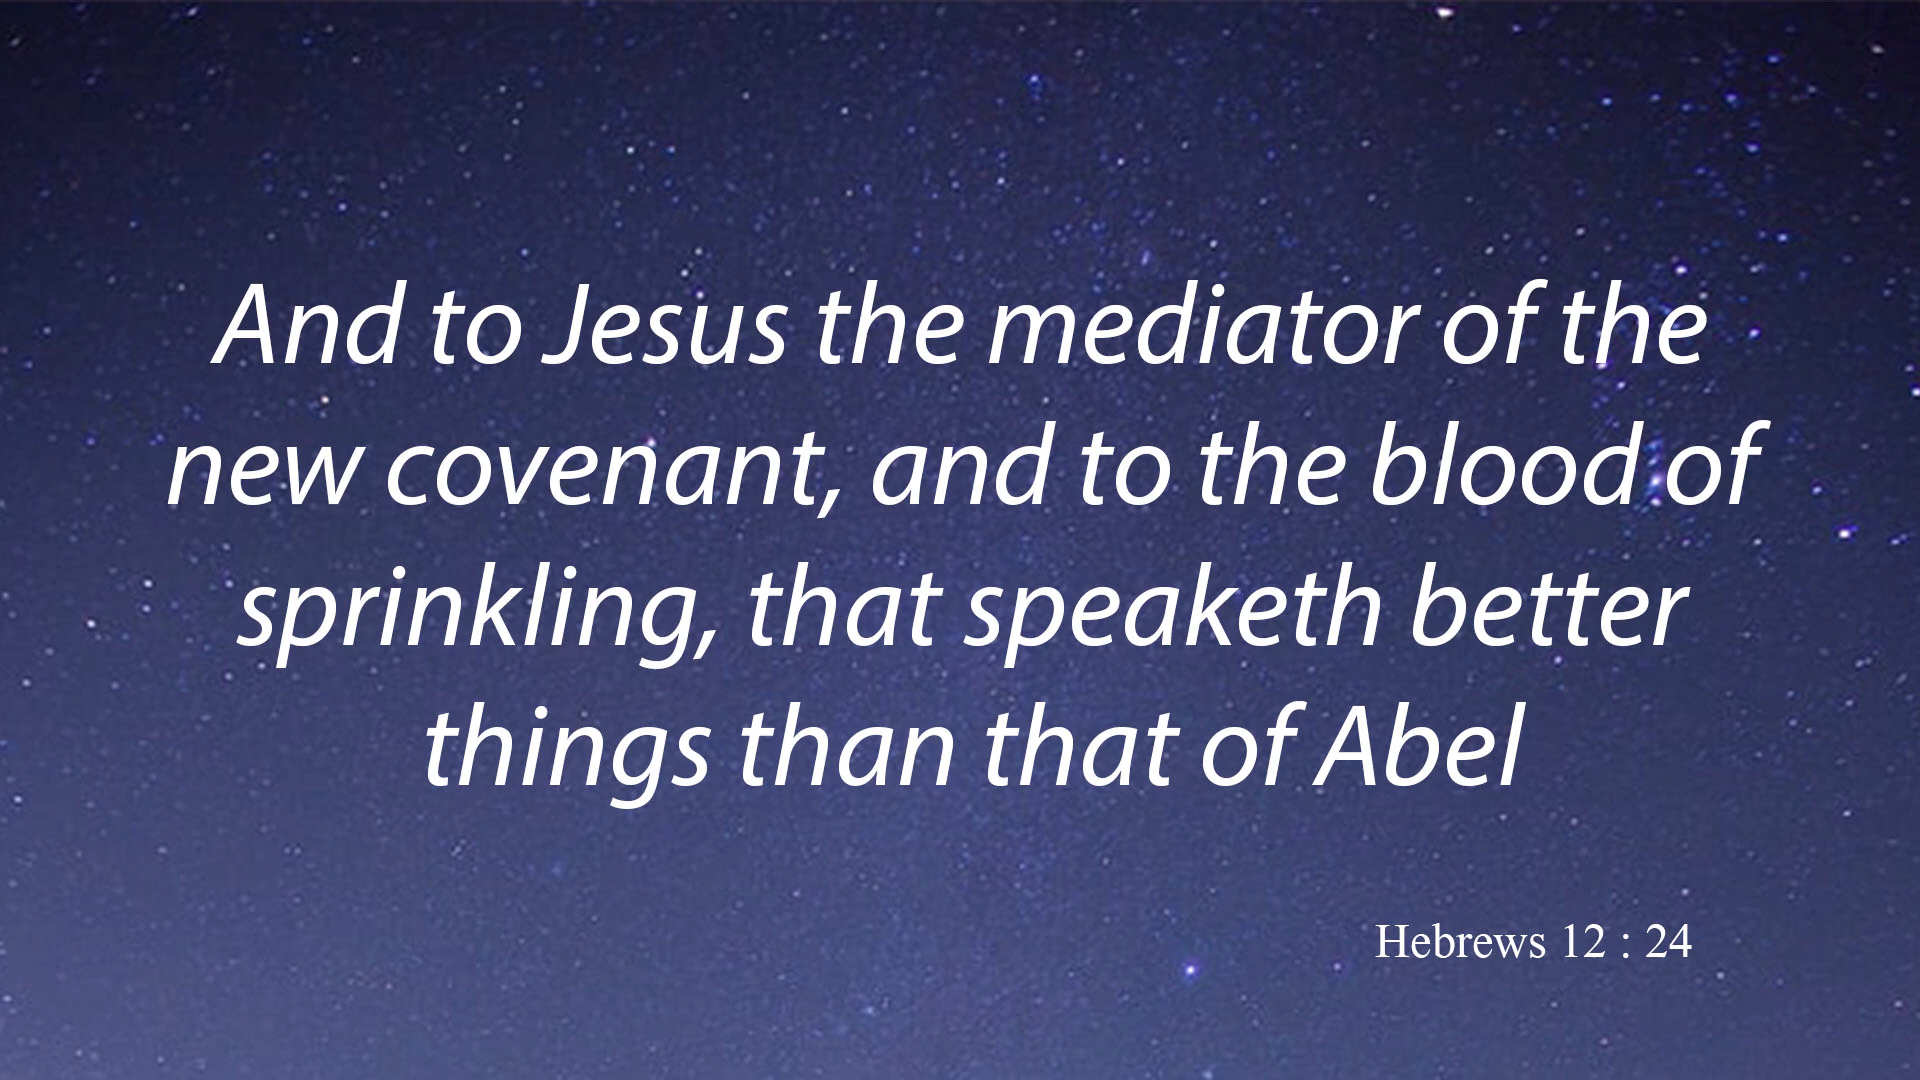 And to Jesus the mediator of the
new covenant, and to the blood of
sprinkling, that speaketh better
things than that of Abel
Hebrews 12 : 24